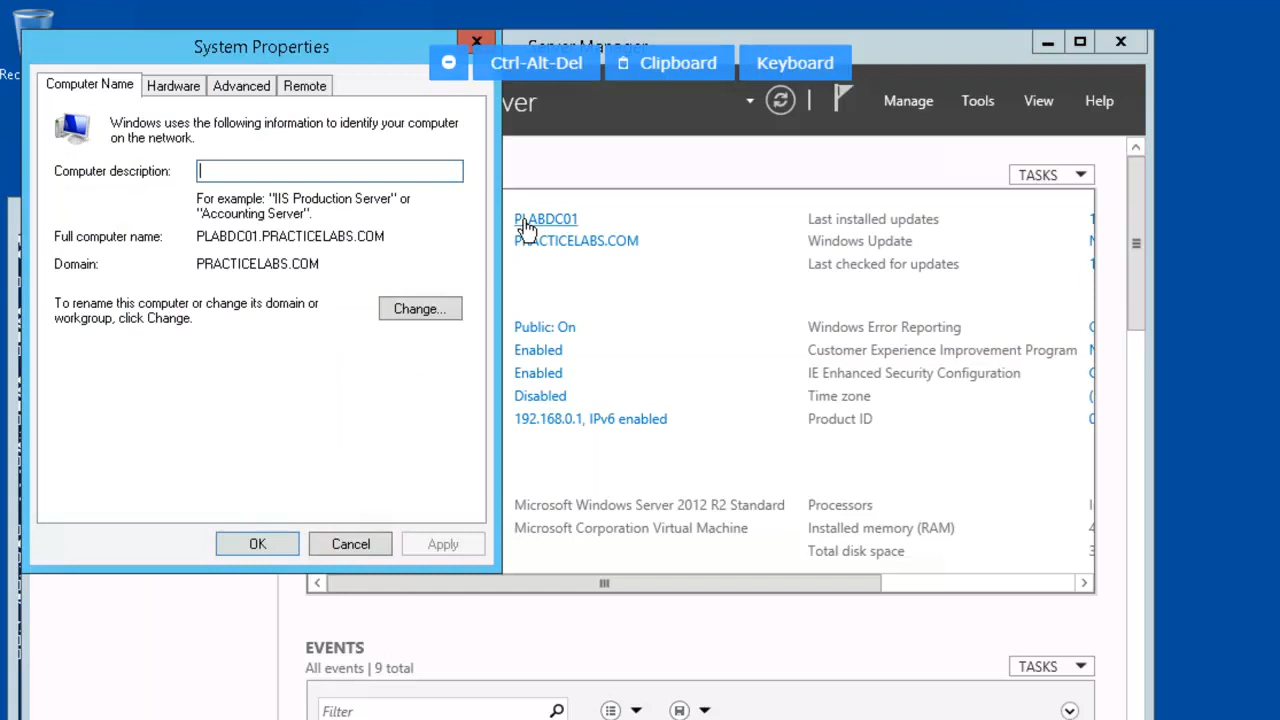 Rec
System Properties
Server Manager
Ctrl-Alt-Del
Clipboard
Keyboard
Computer Name
Hardware
Advanced
Remote
Manage
Tools
View
Help
Windows uses the following information to identify your computer
on the network.
Computer description:
For example: "IIS Production Server" or
"Accounting Server".
Full computer name:
PLABDC01.PRACTICELABS.COM
Domain:
PRACTICELABS.COM
To rename this computer or change its domain or
workgroup, click Change.
Change...
OK
Cancel
Apply
TASKS
PLABDC01
Last installed updates
PRACTICELABS.COM
Windows Update
Last checked for updates
Public: On
Windows Error Reporting
Enabled
Customer Experience Improvement Program
Enabled
IE Enhanced Security Configuration
Disabled
Time zone
192.168.0.1, IPv6 enabled
Product ID
Microsoft Windows Server 2012 R2 Standard
Processors
Microsoft Corporation Virtual Machine
Installed memory (RAM)
Total disk space
EVENTS
All events | 9 total
TASKS
Filter